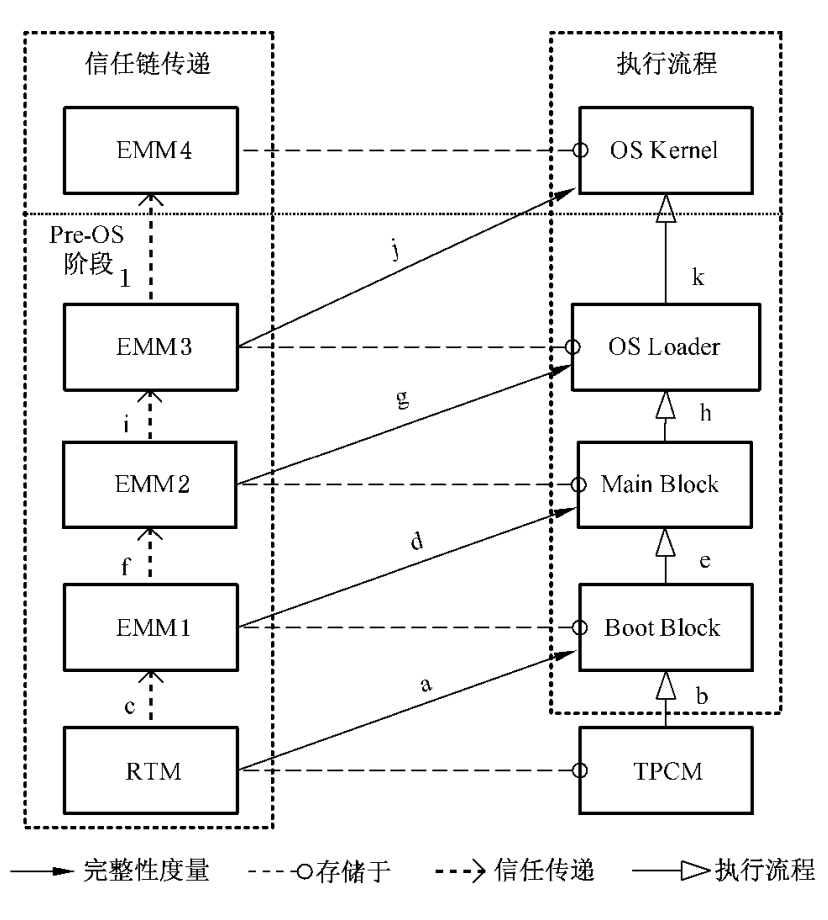 信任链传递
执行流程
EMM4
OS Kernel
Pre-OS
阶段
l
j
k
EMM3
OS Loader
i
g
h
EMM2
Main Block
f
d
e
EMM1
Boot Block
c
a
b
RTM
TPCM
完整性度量
存储于
信任传递
执行流程